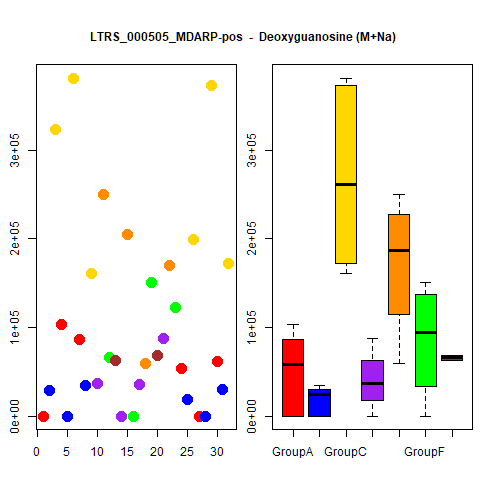 LTRS_000505_MDARP-pos - Deoxyguanosine (M+Na)
0e+00 1e+05 2e+05 3e+05
0 5 10 15 20 25 30
0e+00 1e+05 2e+05 3e+05
GroupA GroupC GroupF